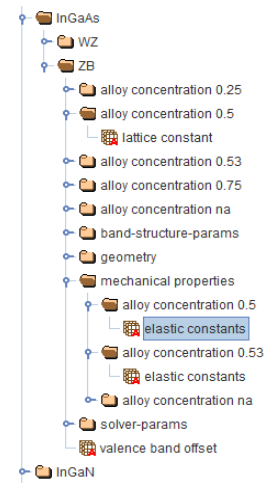 InGaAs
WZ
ZB
alloy concentration 0.25
alloy concentration 0.5
lattice constant
alloy concentration 0.53
alloy concentration 0.75
alloy concentration na
band-structure-params
geometry
mechanical properties
alloy concentration 0.5
elastic constants
alloy concentration 0.53
elastic constants
alloy concentration na
solver-params
valence band offset
InGaN